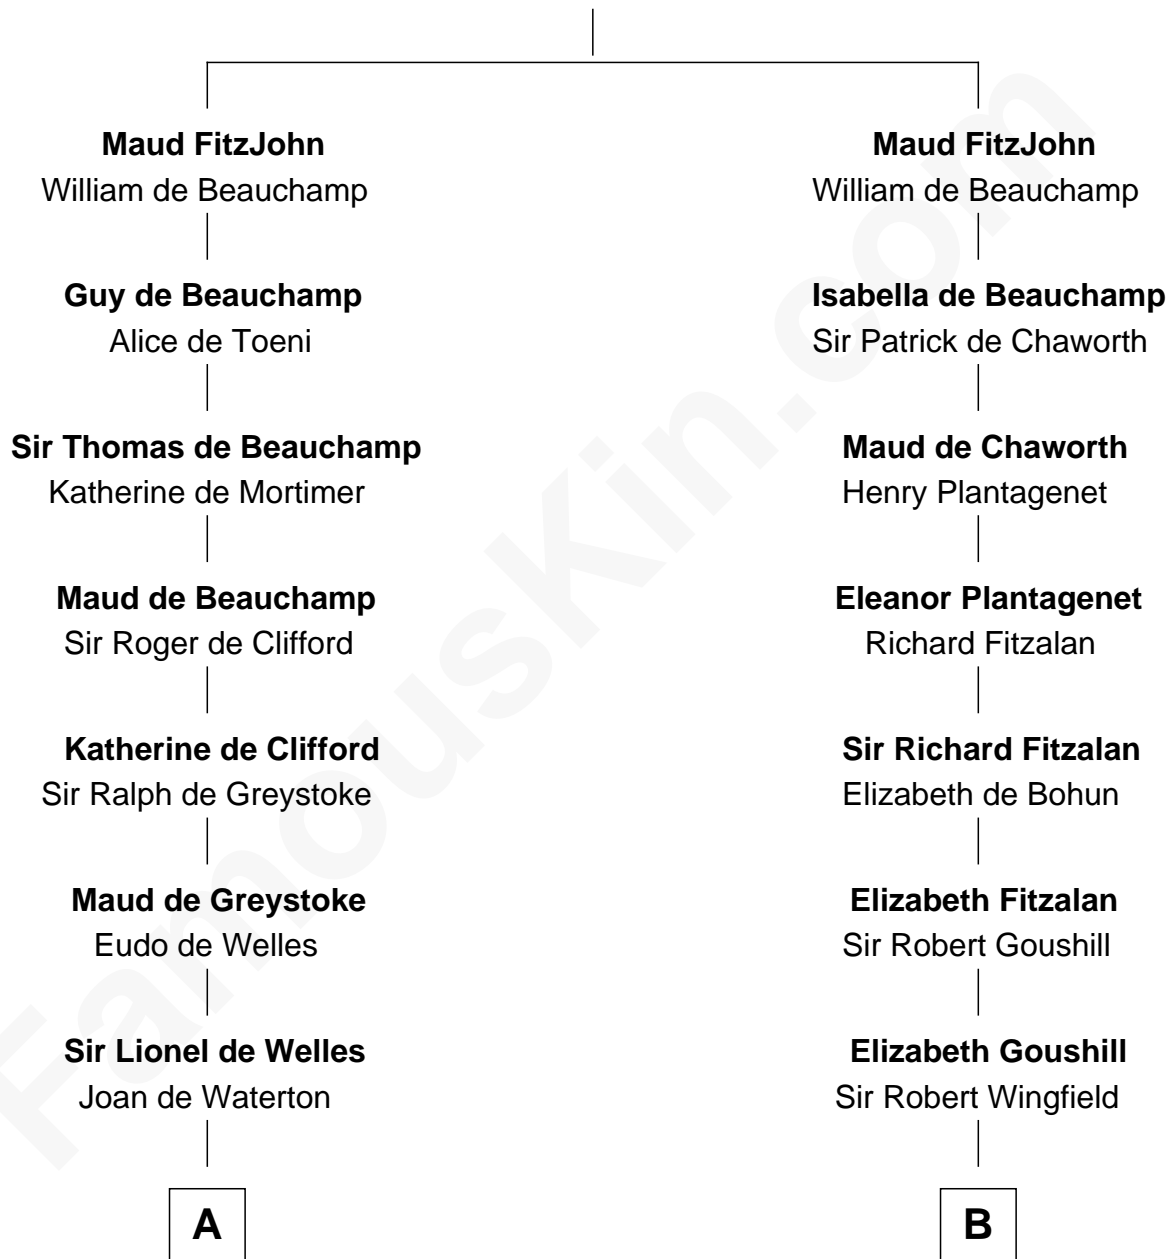 Maud FitzJohn
William de Beauchamp
Guy de Beauchamp
Alice de Toeni
Sir Thomas de Beauchamp
Katherine de Mortimer
Maud de Beauchamp
Sir Roger de Clifford
Katherine de Clifford
Sir Ralph de Greystoke
Maud de Greystoke
Eudo de Welles
Sir Lionel de Welles
Joan de Waterton
A
Maud FitzJohn
William de Beauchamp
Isabella de Beauchamp
Sir Patrick de Chaworth
Maud de Chaworth
Henry Plantagenet
Eleanor Plantagenet
Richard Fitzalan
Sir Richard Fitzalan
Elizabeth de Bohun
Elizabeth Fitzalan
Sir Robert Goushill
Elizabeth Goushill
Sir Robert Wingfield
B
FamousKin.com